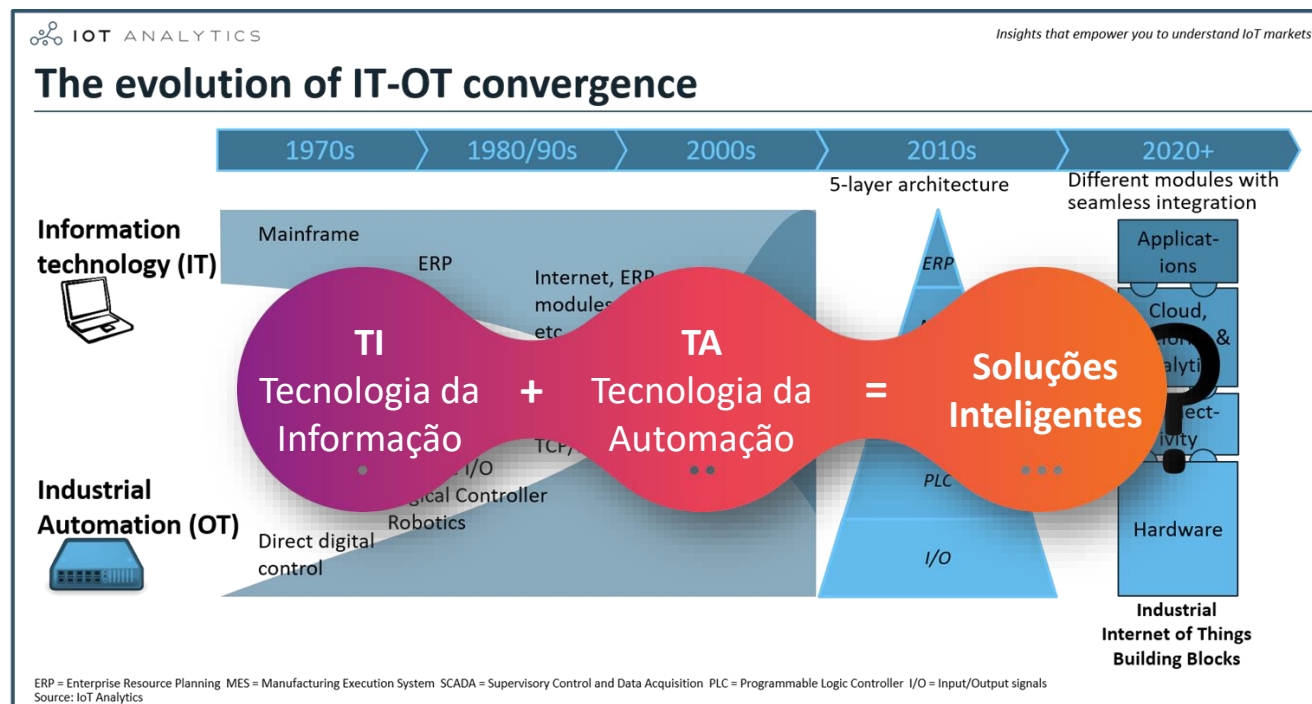 IOT ANALYTICS
Insights that empower you to understand IoT markets
The evolution of IT-OT convergence
1970s
1980/90s
2000s
2010s
2020+
5-layer architecture
Different modules with
seamless integration
Information
technology (IT)
Mainframe
ERP
Internet, ERP
modules
etc
ERP
Applicat-
ions
Cloud,
&
TI
Tecnologia da
Informação
+
TA
Tecnologia da
Automação
=
Soluções
Inteligentes
?
ivity
TCP/
I/O
Controller
Robotics
PLC
Industrial
Automation (OT)
Direct digital
control
I/O
Hardware
Industrial
Internet of Things
Building Blocks
ERP = Enterprise Resource Planning MES = Manufacturing Execution System SCADA = Supervisory Control and Data Acquisition PLC = Programmable Logic Controller I/O = Input/Output signals
Source: IoT Analytics